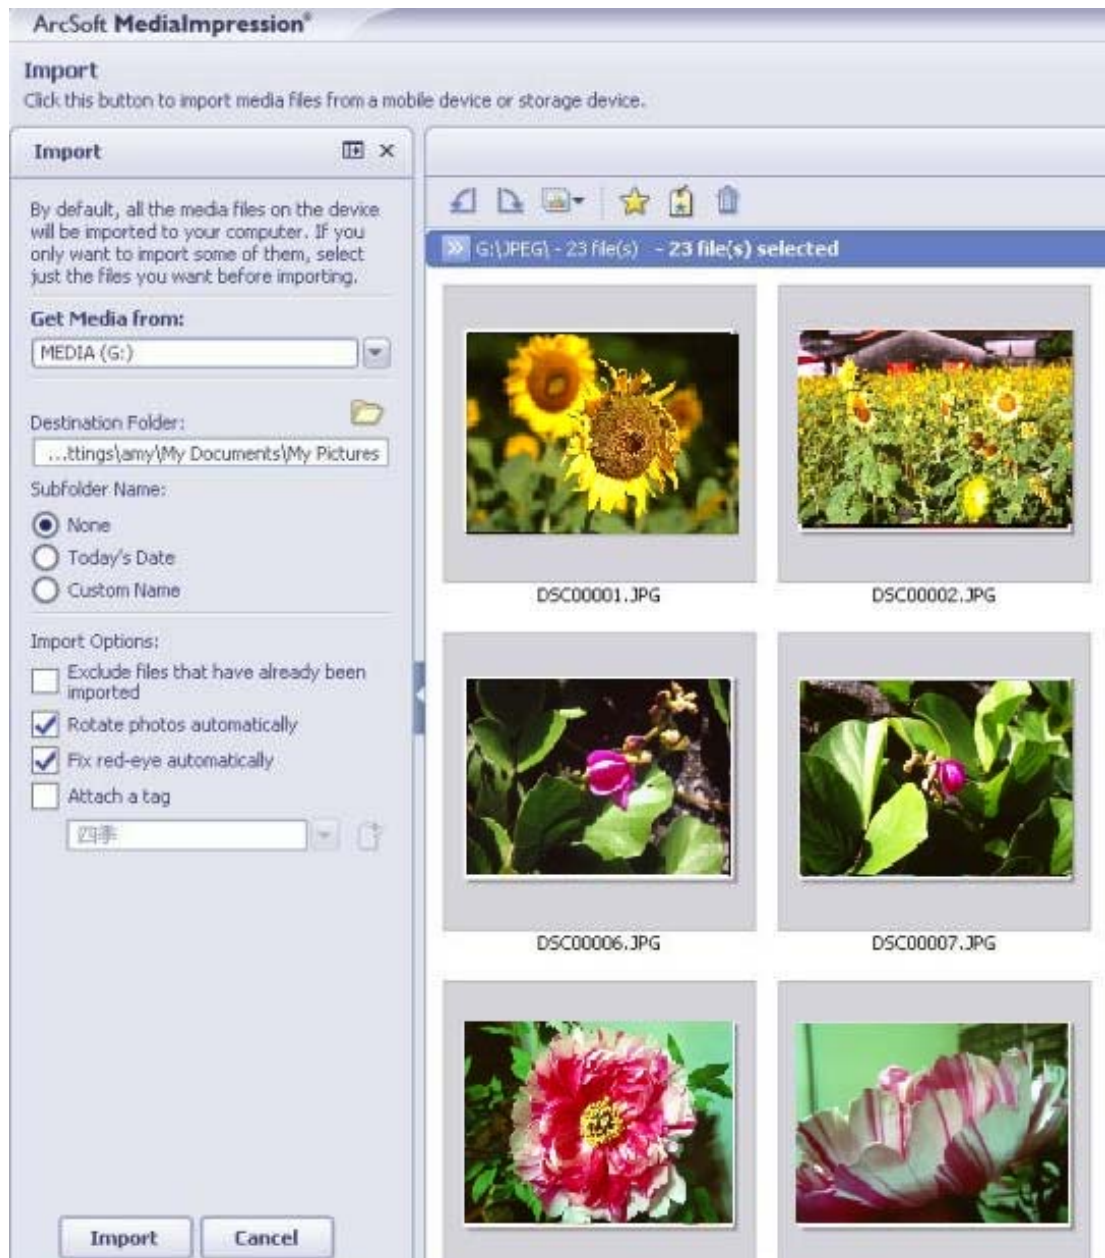 ArcSoft MediaImpression®
Import
Click this button to import media files from a mobile device or storage device.
Import
By default, all the media files on the device
will be imported to your computer. If you
only want to import some of them, select
just the files you want before importing.
Get Media from:
MEDIA (G:)
Destination Folder:
...ttings\amy\My Documents\My Pictures
Subfolder Name:
None
Today's Date
Custom Name
Import Options:
Exclude files that have already been
imported
Rotate photos automatically
Fix red-eye automatically
Attach a tag
四季
Import
Cancel
G:\JPEG\ - 23 file(s) - 23 file(s) selected
DSC00001.JPG
DSC00002.JPG
DSC00006.JPG
DSC00007.JPG